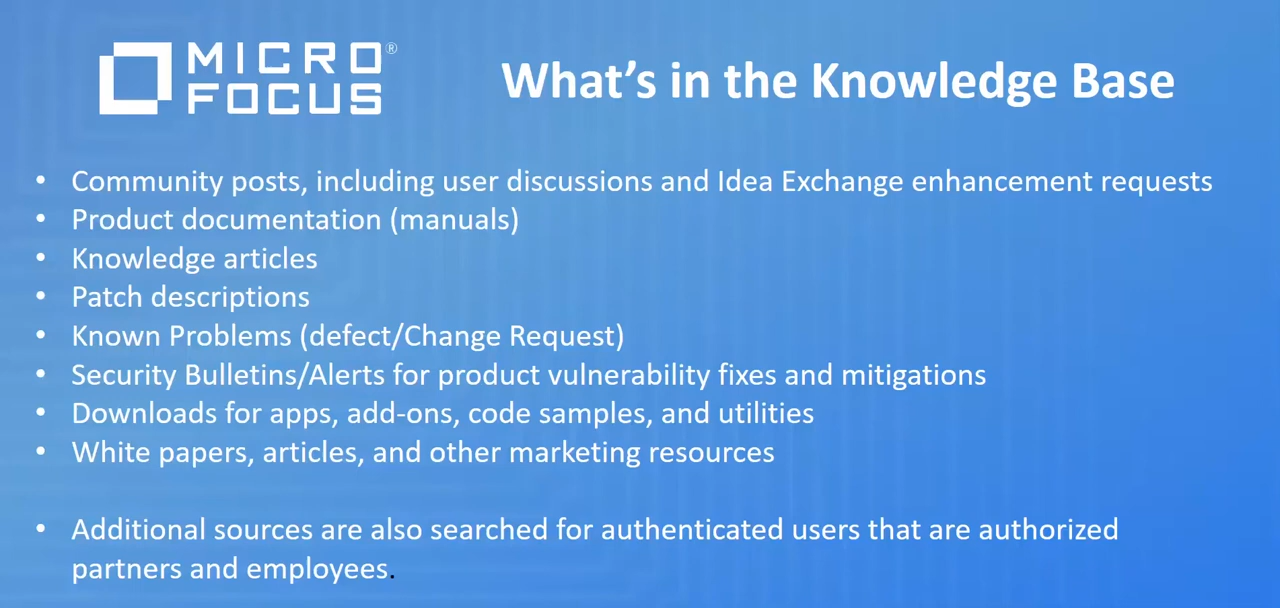 MICRO®
FOCUS
What's in the Knowledge Base
• Community posts, including user discussions and Idea Exchange enhancement requests
• Product documentation (manuals)
• Knowledge articles
• Patch descriptions
• Known Problems (defect/Change Request)
• Security Bulletins/Alerts for product vulnerability fixes and mitigations
• Downloads for apps, add-ons, code samples, and utilities
• White papers, articles, and other marketing resources
• Additional sources are also searched for authenticated users that are authorized
partners and employees.